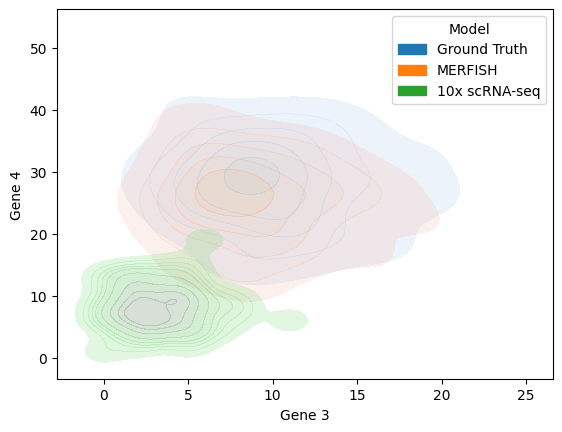 Model
Ground Truth
MERFISH
10x scRNA-seq
50
40
30
20
10
0
Gene 4
0 5 10 15 20 25
Gene 3